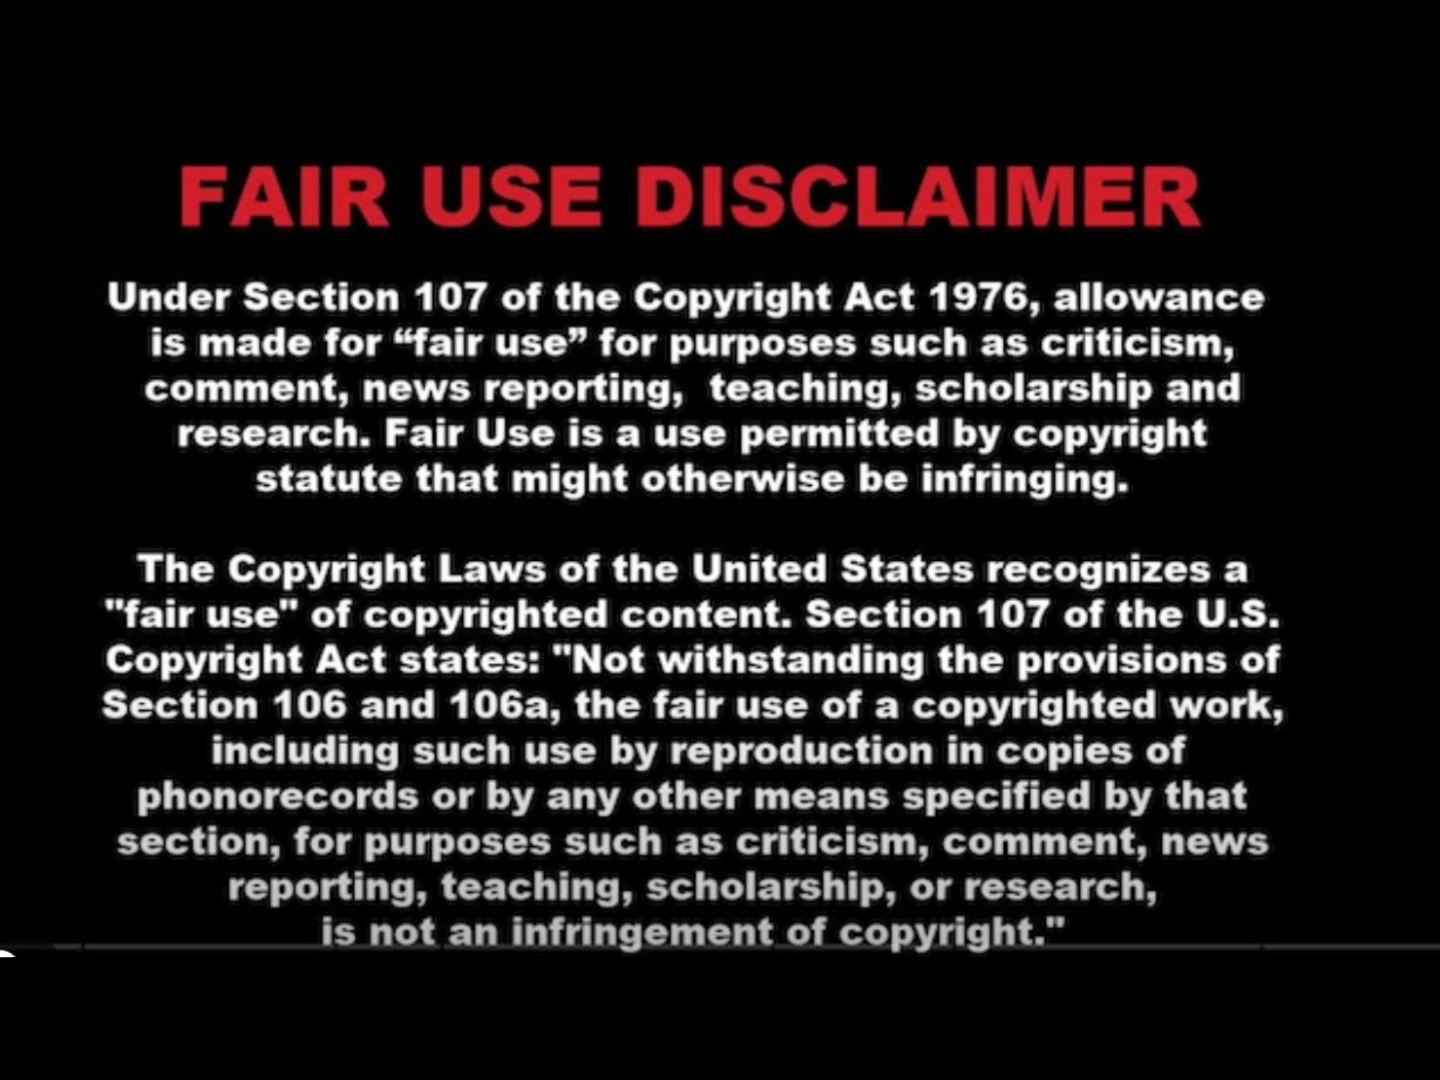 FAIR USE DISCLAIMER
Under Section 107 of the Copyright Act 1976, allowance
is made for “fair use” for purposes such as criticism,
comment, news reporting,  teaching, scholarship and
research. Fair Use is a use permitted by copyright
statute that might otherwise be infringing.
The Copyright Laws of the United States recognizes a
"fair use" of copyrighted content. Section 107 of the U.S.
Copyright Act states: "Not withstanding the provisions of
Section 106 and 106a, the fair use of a copyrighted work,
including such use by reproduction in copies of
phonorecords or by any other means specified by that
section, for purposes such as criticism, comment, news
reporting, teaching, scholarship, or research,
is not an infringement of copyright."